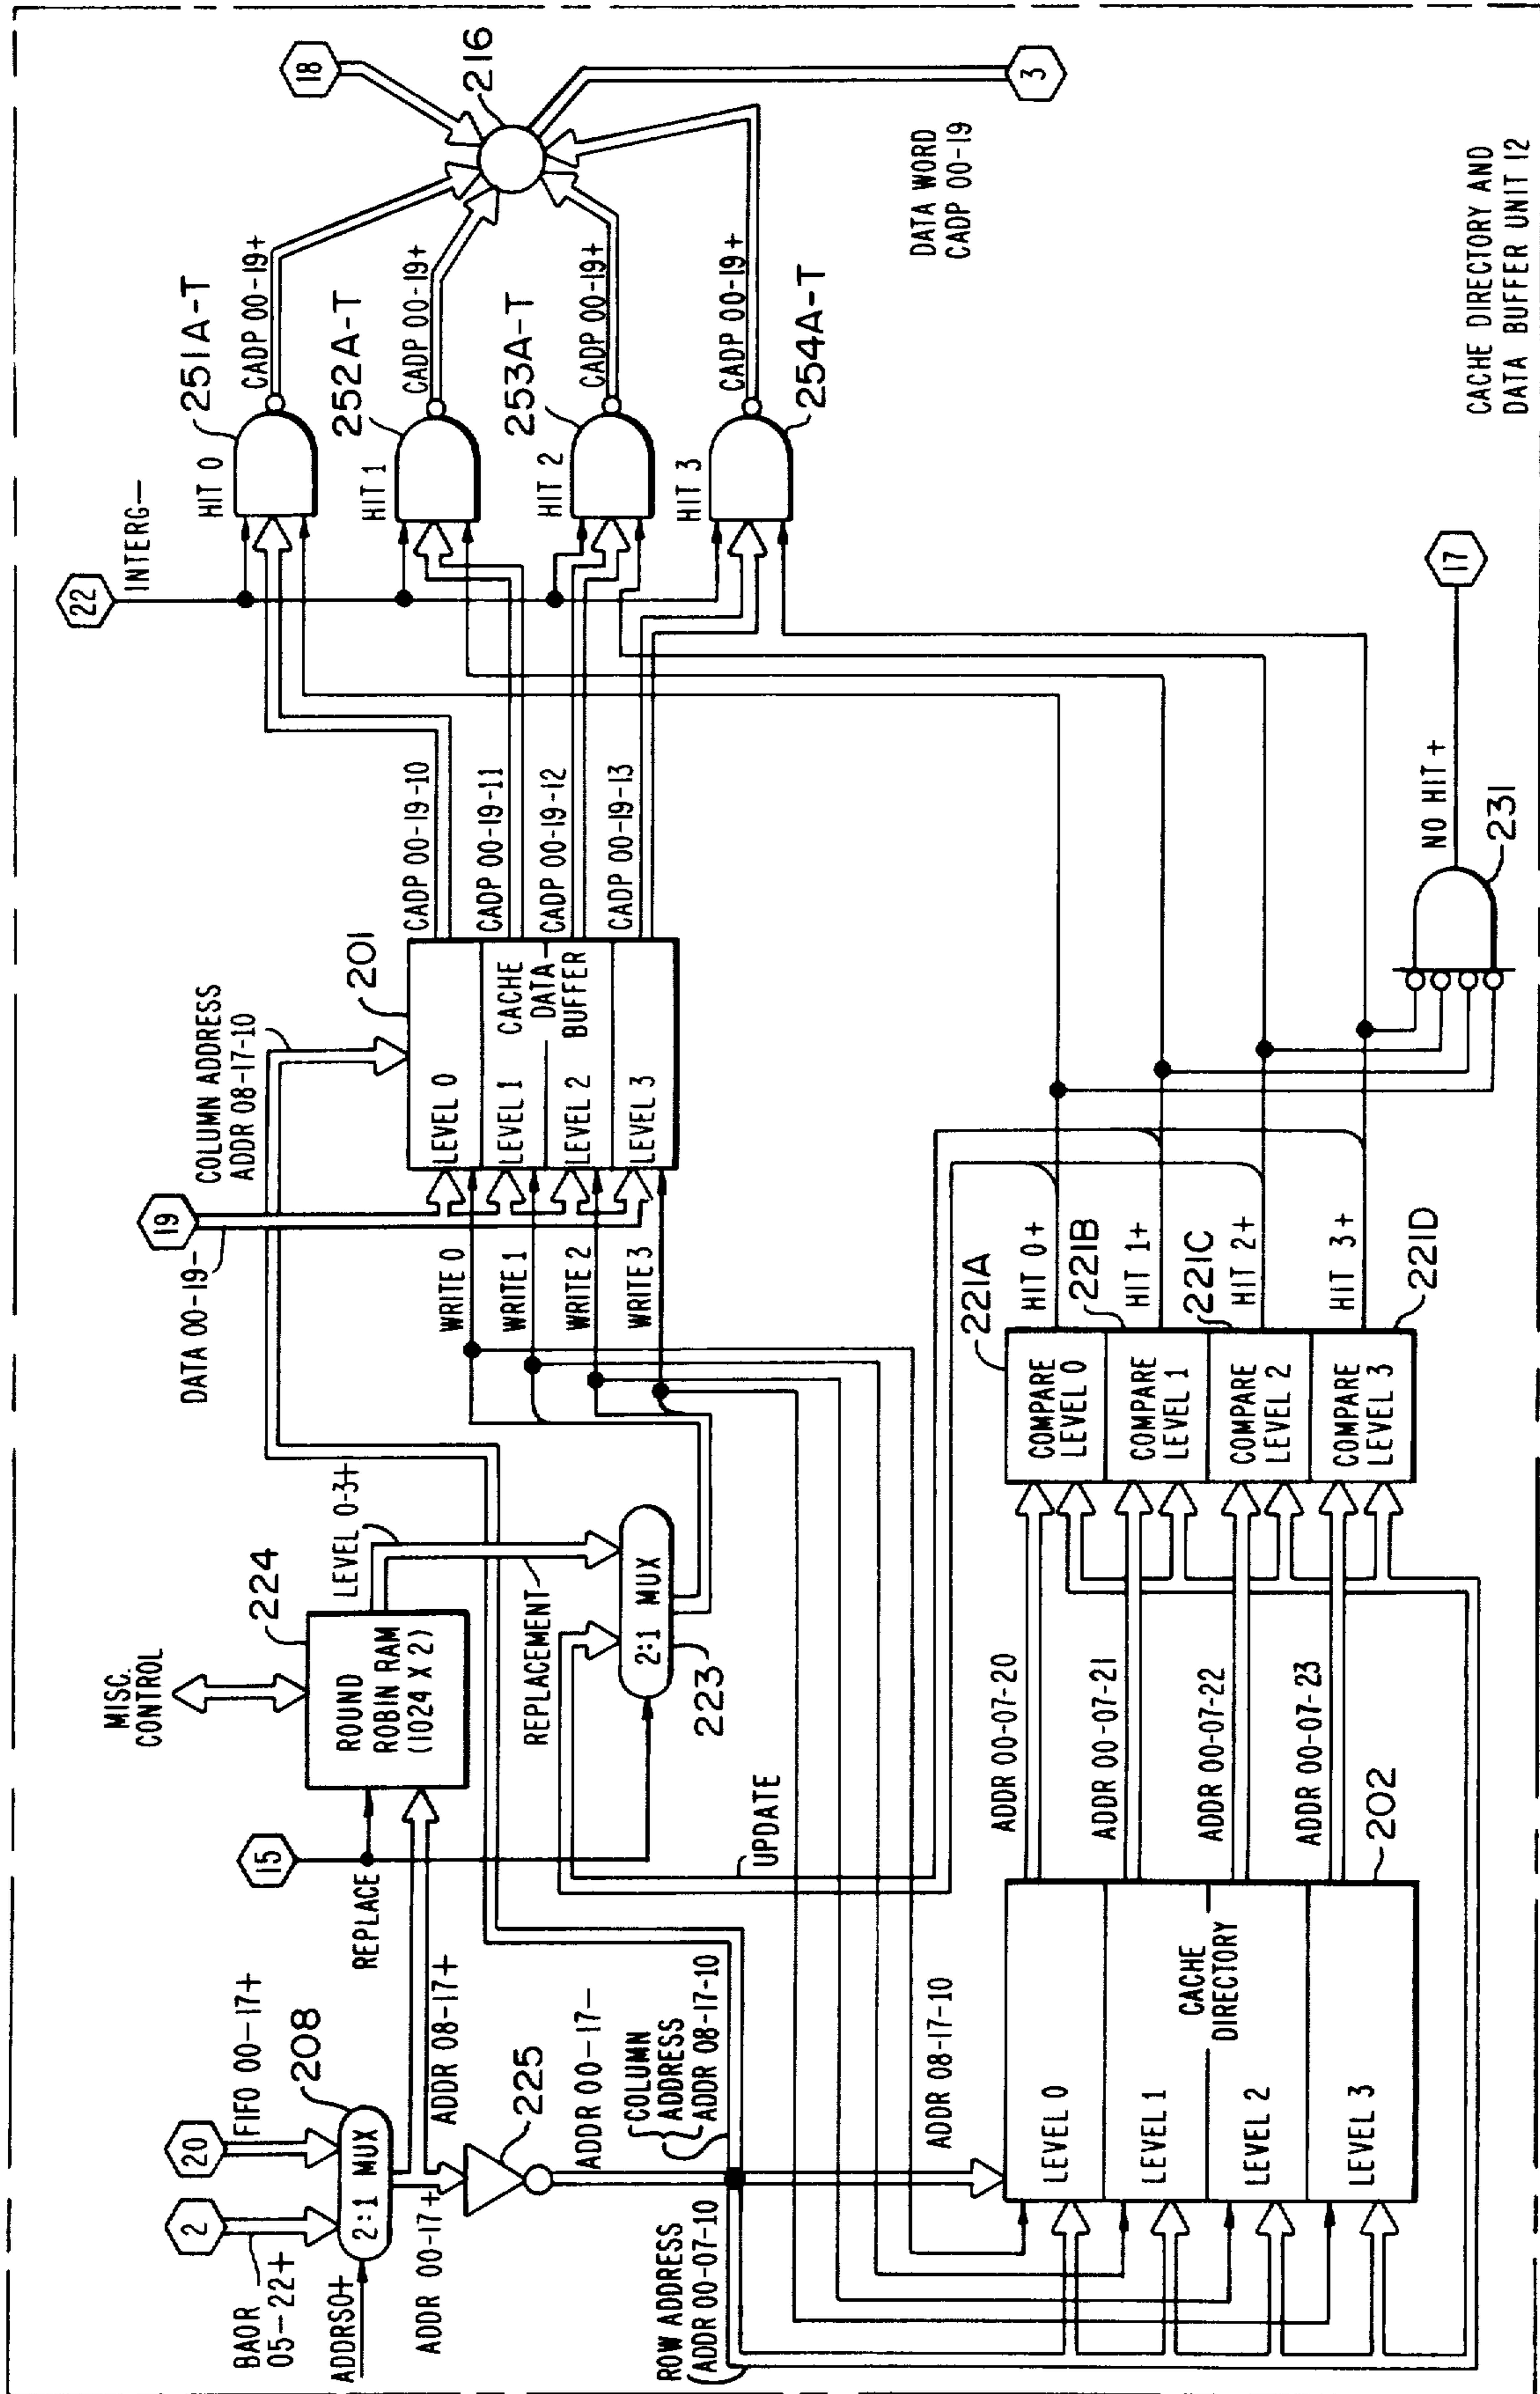 2
BAOR
05-22+
20
FIFO 00-17+
208
2:1 MUX
ADDRS0+
ADDR 00-17+
ADDR 08-17+
225
ADDR 00-17-
COLUMN
ADDRESS
ADDR 08-17-10
ROW ADDRESS
ADDR 00-07-10
15
REPLACE
MISC.
CONTROL
224
ROUND
ROBIN RAM
(1024 X 2)
LEVEL 0-3+
REPLACEMENT
2:1 MUX
223
UPDATE
COLUMN ADDRESS
ADDR 08-17-10
19
DATA 00-19-
201
WRITE 0
WRITE 1
WRITE 2
WRITE 3
LEVEL 0
LEVEL 1
LEVEL 2
LEVEL 3
CACHE
DATA
BUFFER
CADP 00-19-10
CADP 00-19-11
CADP 00-19-12
CADP 00-19-13
22
INTERG-
HIT 0
251A-T
CADP 00-19+
HIT 1
252A-T
CADP 00-19+
HIT 2
253A-T
CADP 00-19+
HIT 3
254A-T
CADP 00-19+
18
216
3
DATA WORD
CADP 00-19
ADDR 08-17-10
LEVEL 0
LEVEL 1
LEVEL 2
LEVEL 3
CACHE
DIRECTORY
202
ADDR 00-07-20
ADDR 00-07-21
ADDR 00-07-22
ADDR 00-07-23
221A
COMPARE
LEVEL 0
HIT 0+
221B
COMPARE
LEVEL 1
HIT 1+
221C
COMPARE
LEVEL 2
HIT 2+
COMPARE
LEVEL 3
HIT 3+
221D
NO HIT+
231
17
CACHE DIRECTORY AND
DATA BUFFER UNIT 12